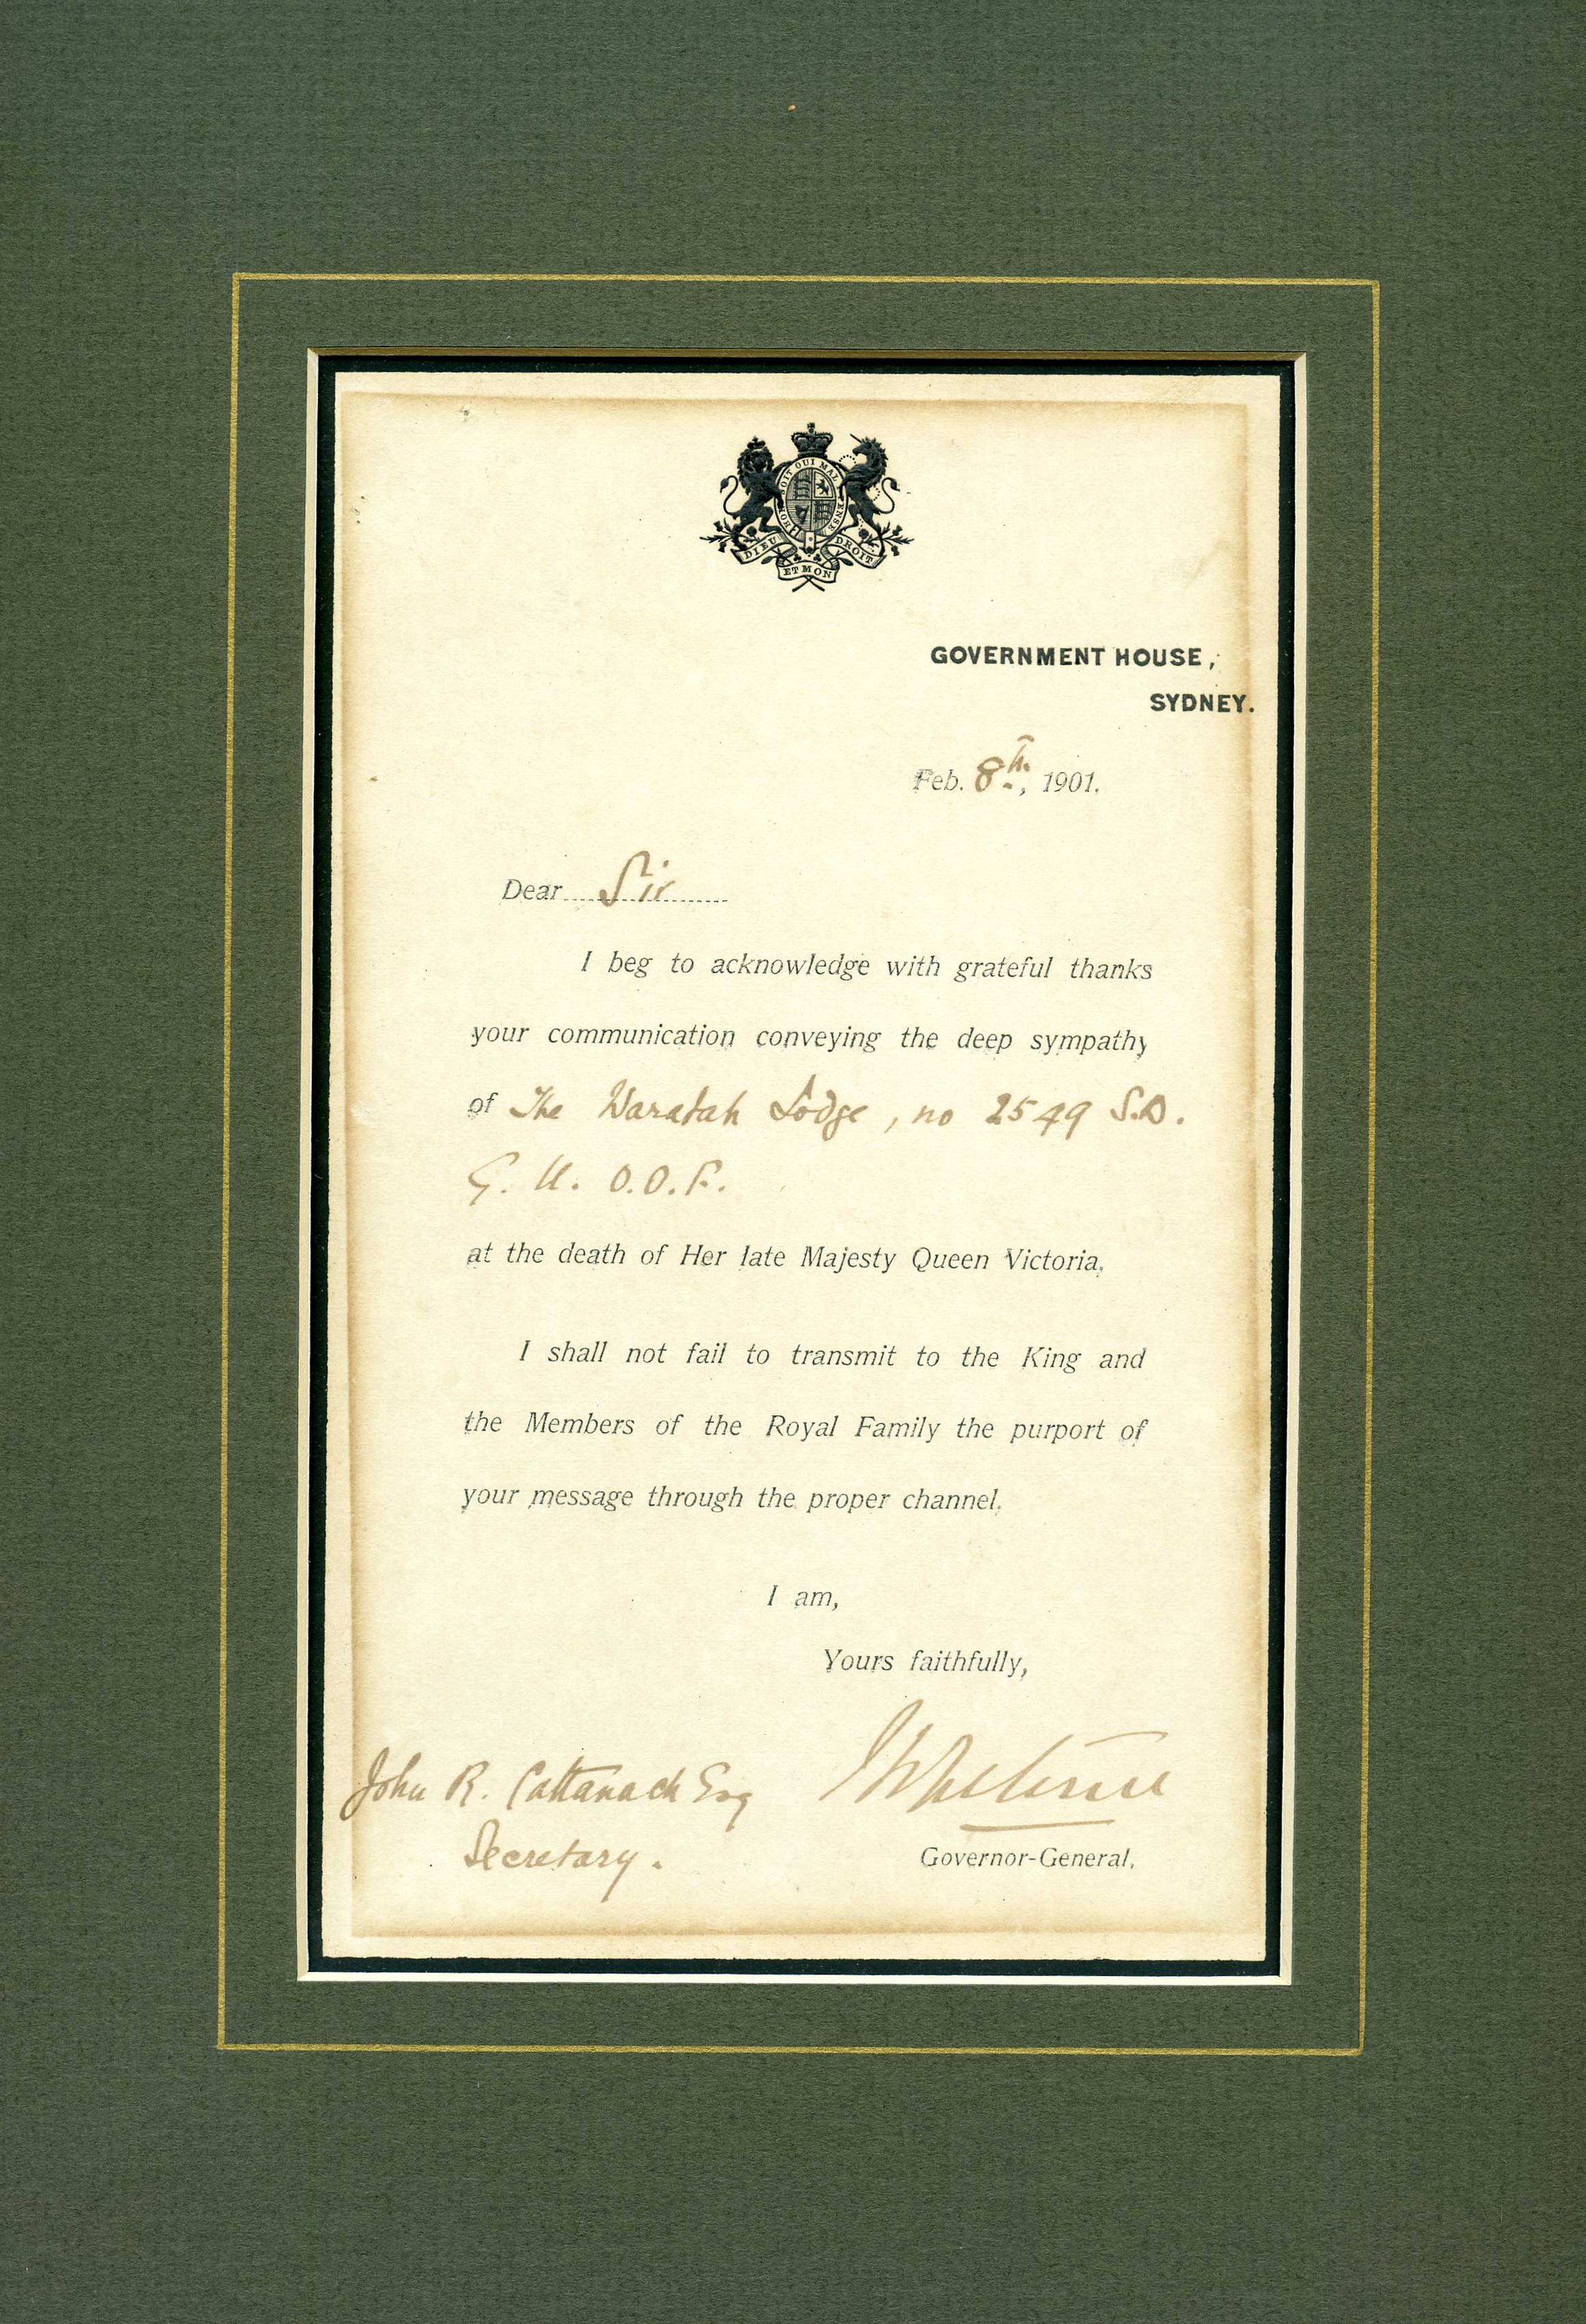 HONI SOIT QUI MAL Y PENSE
DIEU ET MON DROIT
GOVERNMENT HOUSE,
SYDNEY.
Feb. 8th, 1901.
Dear Sir
I beg to acknowledge with grateful thanks
your communication conveying the deep sympathy
of The Waratah Lodge, no 2549 S.D.
G. U. O.O.F.
at the death of Her late Majesty Queen Victoria.
I shall not fail to transmit to the King and
the Members of the Royal Family the purport of
your message through the proper channel.
I am,
Yours faithfully,
John R. Cattanach Esq
Secretary.
Governor-General.